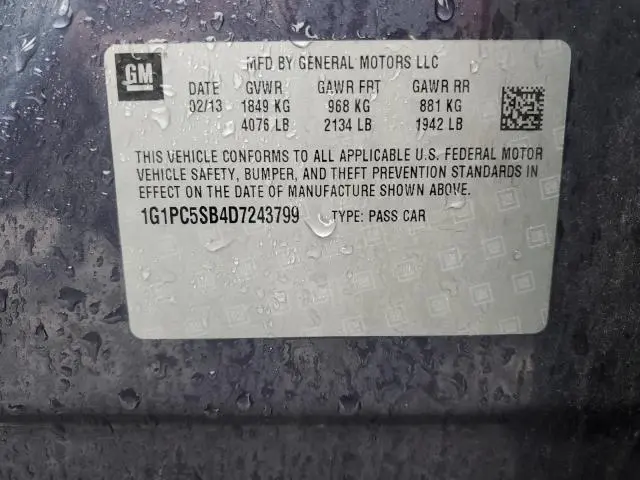 GM
MFD BY GENERAL MOTORS LLC
DATE GVWR GAWR FRT GAWR RR
02/13 1849 KG 968 KG 881 KG
4076 LB 2134 LB 1942 LB
THIS VEHICLE CONFORMS TO ALL APPLICABLE U.S. FEDERAL MOTOR
VEHICLE SAFETY, BUMPER, AND THEFT PREVENTION STANDARDS IN
EFFECT ON THE DATE OF MANUFACTURE SHOWN ABOVE.
1G1PC5SB4D7243799 TYPE: PASS CAR